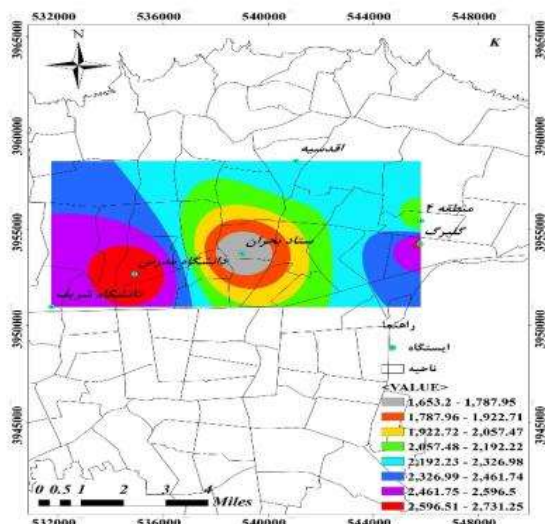 532000 536000 540000 544000 548000
3965000
3965000
N
K
3960000
3960000
اقدسیه
منطقه ۴
گلبرگ
3955000
3955000
ستاد بحران
دانشگاه مدرس
دانشگاه شریف
3950000
3950000
راهنما
ایستگاه
ناحیه
<VALUE>
1,653.2 - 1,787.95
1,787.96 - 1,922.71
1,922.72 - 2,057.47
2,057.48 - 2,192.22
2,192.23 - 2,326.98
2,326.99 - 2,461.74
2,461.75 - 2,596.5
2,596.51 - 2,731.25
3945000
3945000
0 0.5 1 2 3 4
Miles
532000 536000 540000 544000 548000